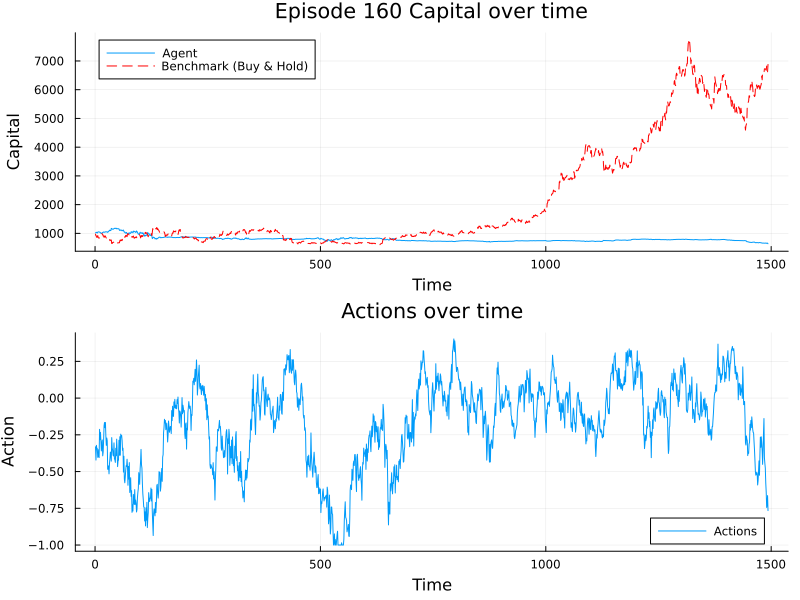 Episode 160 Capital over time
Agent
Benchmark (Buy & Hold)
7000
6000
5000
4000
3000
2000
1000
Capital
0
500
1000
1500
Time
Actions over time
0.25
0.00
−0.25
−0.50
−0.75
−1.00
Action
Actions
0
500
1000
1500
Time